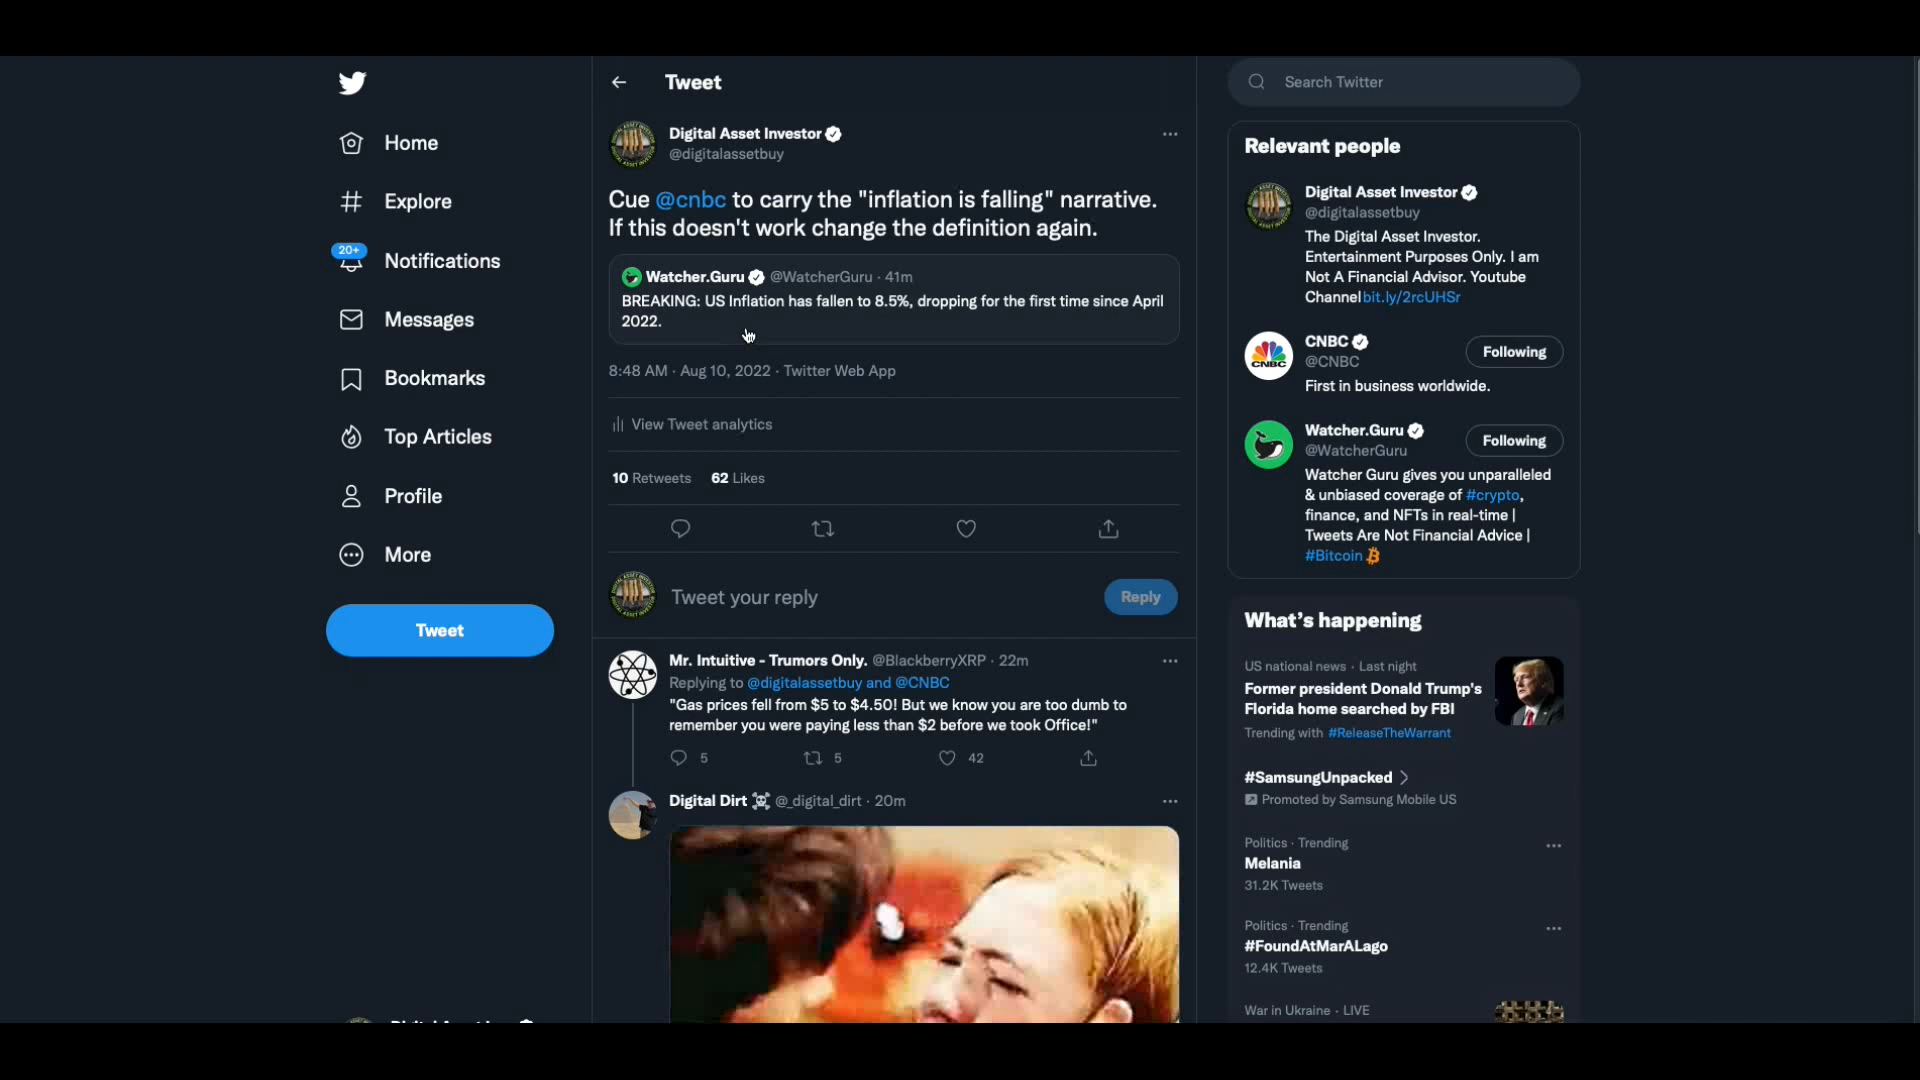 Home
Explore
20+
Notifications
Messages
Bookmarks
Top Articles
Profile
More
Tweet
Tweet
Digital Asset Investor
@digitalassetbuy
Cue @cnbc to carry the "inflation is falling" narrative.
If this doesn't work change the definition again.
Watcher.Guru @WatcherGuru · 41m
BREAKING: US Inflation has fallen to 8.5%, dropping for the first time since April
2022.
8:48 AM · Aug 10, 2022 · Twitter Web App
View Tweet analytics
10 Retweets 62 Likes
Tweet your reply
Reply
Mr. Intuitive - Trumors Only. @BlackberryXRP · 22m
Replying to @digitalassetbuy and @CNBC
"Gas prices fell from $5 to $4.50! But we know you are too dumb to
remember you were paying less than $2 before we took Office!"
5 5 42
Digital Dirt @_digital_dirt · 20m
Search Twitter
Relevant people
Digital Asset Investor
@digitalassetbuy
The Digital Asset Investor.
Entertainment Purposes Only. I am
Not A Financial Advisor. Youtube
Channel bit.ly/2rcUHSr
CNBC
CNBC
@CNBC
Following
First in business worldwide.
Watcher.Guru
@WatcherGuru
Following
Watcher Guru gives you unparalleled
& unbiased coverage of #crypto,
finance, and NFTs in real-time |
Tweets Are Not Financial Advice |
#Bitcoin
What's happening
US national news · Last night
Former president Donald Trump's
Florida home searched by FBI
Trending with #ReleaseTheWarrant
#SamsungUnpacked
Promoted by Samsung Mobile US
Politics · Trending
Melania
31.2K Tweets
Politics · Trending
#FoundAtMarALago
12.4K Tweets
War in Ukraine · LIVE